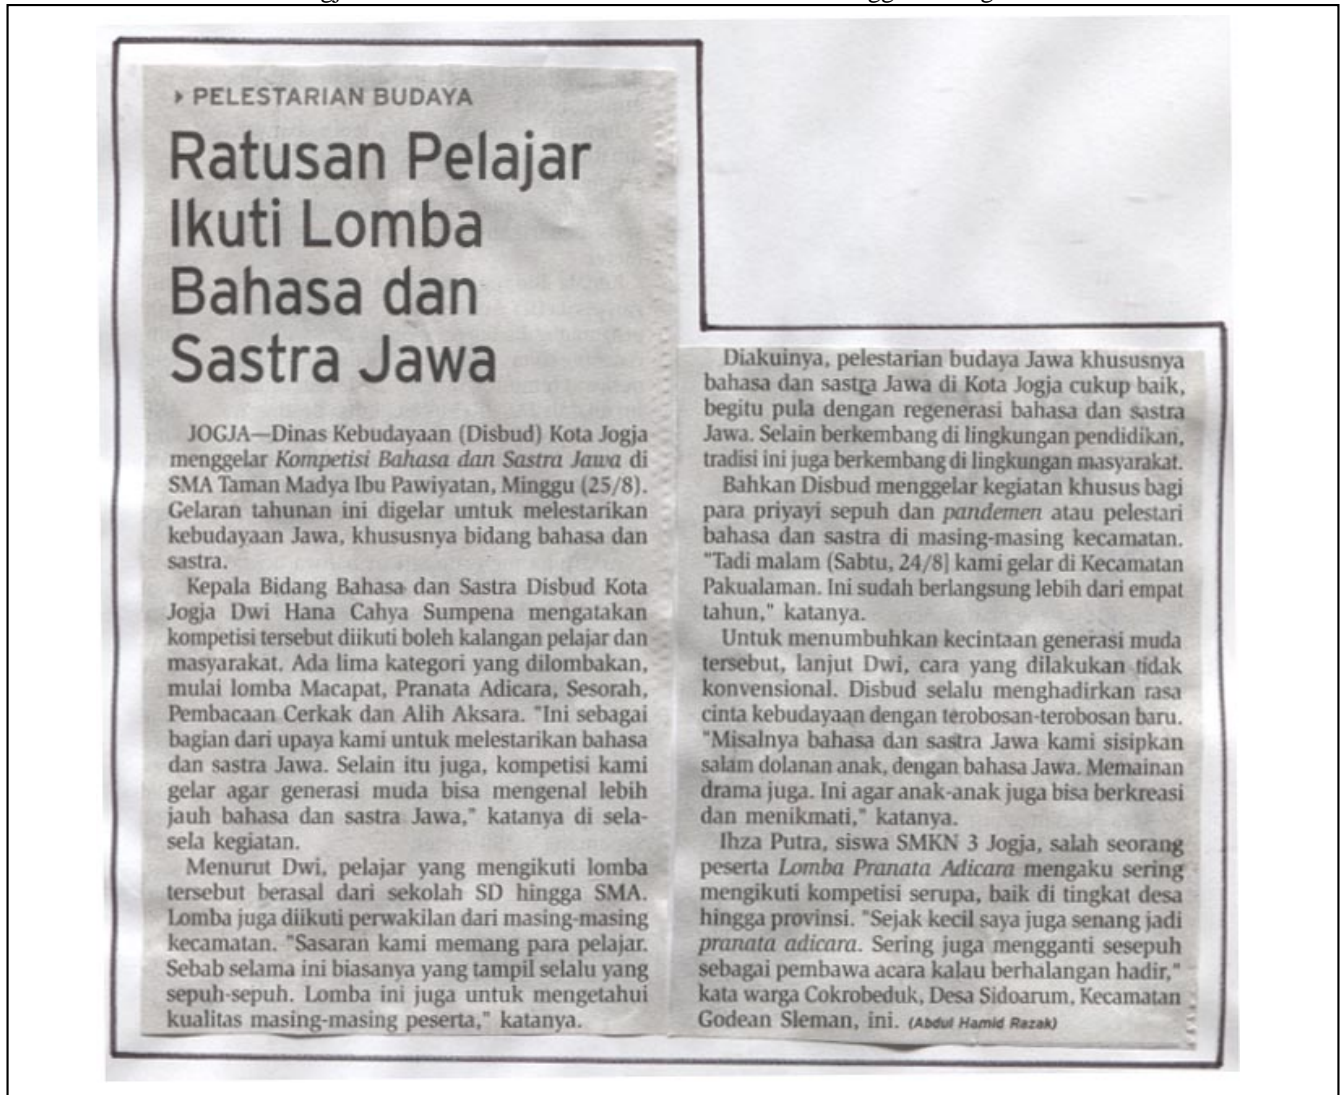 PELESTARIAN BUDAYA
Ratusan Pelajar
Ikuti Lomba
Bahasa dan
Sastra Jawa
JOGJA—Dinas Kebudayaan (Disbud) Kota Jogja
menggelar Kompetisi Bahasa dan Sastra Jawa di
SMA Taman Madya Ibu Pawiyatan, Minggu (25/8).
Gelaran tahunan ini digelar untuk melestarikan
kebudayaan Jawa, khususnya bidang bahasa dan
sastra.
Kepala Bidang Bahasa dan Sastra Disbud Kota
Jogja Dwi Hana Cahya Sumpena mengatakan
kompetisi tersebut diikuti boleh kalangan pelajar dan
masyarakat. Ada lima kategori yang dilombakan,
mulai lomba Macapat, Pranata Adicara, Sesorah,
Pembacaan Cerkak dan Alih Aksara. "Ini sebagai
bagian dari upaya kami untuk melestarikan bahasa
dan sastra Jawa. Selain itu juga, kompetisi kami
gelar agar generasi muda bisa mengenal lebih
jauh bahasa dan sastra Jawa," katanya di sela-
sela kegiatan.
Menurut Dwi, pelajar yang mengikuti lomba
tersebut berasal dari sekolah SD hingga SMA.
Lomba juga diikuti perwakilan dari masing-masing
kecamatan. "Sasaran kami memang para pelajar.
Sebab selama ini biasanya yang tampil selalu yang
sepuh-sepuh. Lomba ini juga untuk mengetahui
kualitas masing-masing peserta," katanya.
Diakuinya, pelestarian budaya Jawa khususnya
bahasa dan sastra Jawa di Kota Jogja cukup baik,
begitu pula dengan regenerasi bahasa dan sastra
Jawa. Selain berkembang di lingkungan pendidikan,
tradisi ini juga berkembang di lingkungan masyarakat.
Bahkan Disbud menggelar kegiatan khusus bagi
para priyayi sepuh dan pandemen atau pelestari
bahasa dan sastra di masing-masing kecamatan.
"Tadi malam (Sabtu, 24/8] kami gelar di Kecamatan
Pakualaman. Ini sudah berlangsung lebih dari empat
tahun," katanya.
Untuk menumbuhkan kecintaan generasi muda
tersebut, lanjut Dwi, cara yang dilakukan tidak
konvensional. Disbud selalu menghadirkan rasa
cinta kebudayaan dengan terobosan-terobosan baru.
"Misalnya bahasa dan sastra Jawa kami sisipkan
salam dolanan anak, dengan bahasa Jawa. Memainan
drama juga. Ini agar anak-anak juga bisa berkreasi
dan menikmati," katanya.
Ihza Putra, siswa SMKN 3 Jogja, salah seorang
peserta Lomba Pranata Adicara mengaku sering
mengikuti kompetisi serupa, baik di tingkat desa
hingga provinsi. "Sejak kecil saya juga senang jadi
pranata adicara. Sering juga mengganti sesepuh
sebagai pembawa acara kalau berhalangan hadir,"
kata warga Cokrobeduk, Desa Sidoarum, Kecamatan
Godean Sleman, ini. (Abdul Hamid Razak)